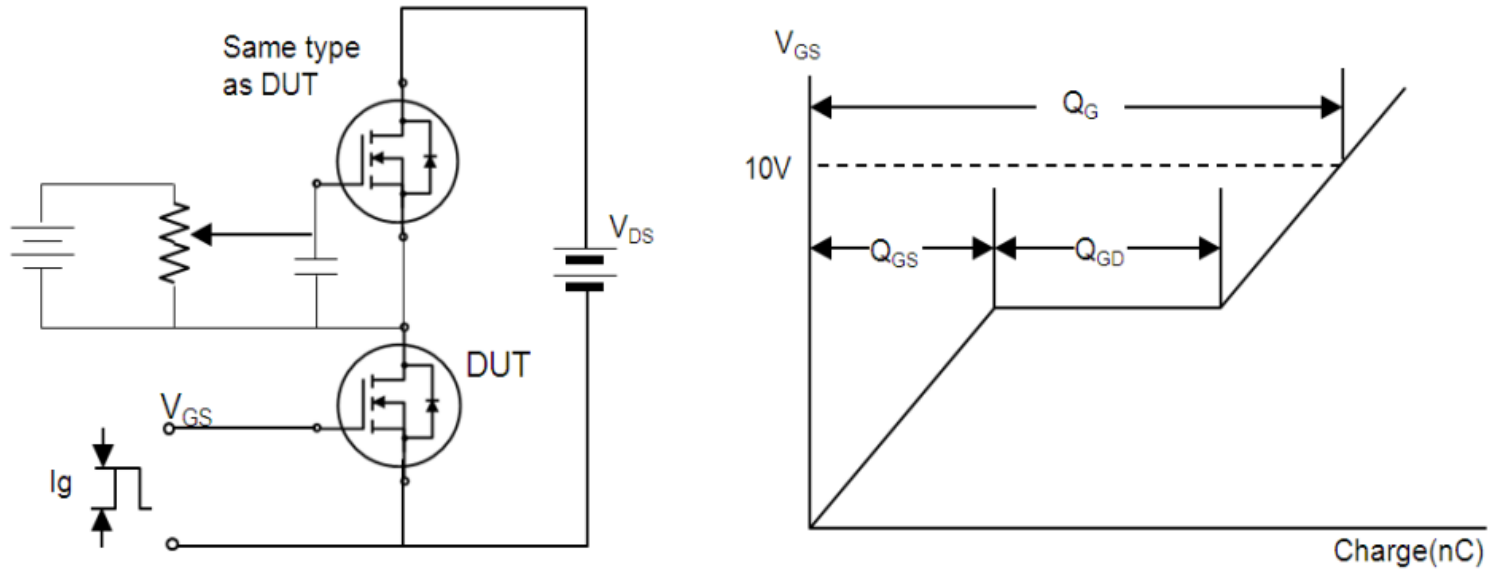 Same type
as DUT
V_DS
DUT
V_GS
Ig
V_GS
Q_G
10V
Q_GS
Q_GD
Charge(nC)